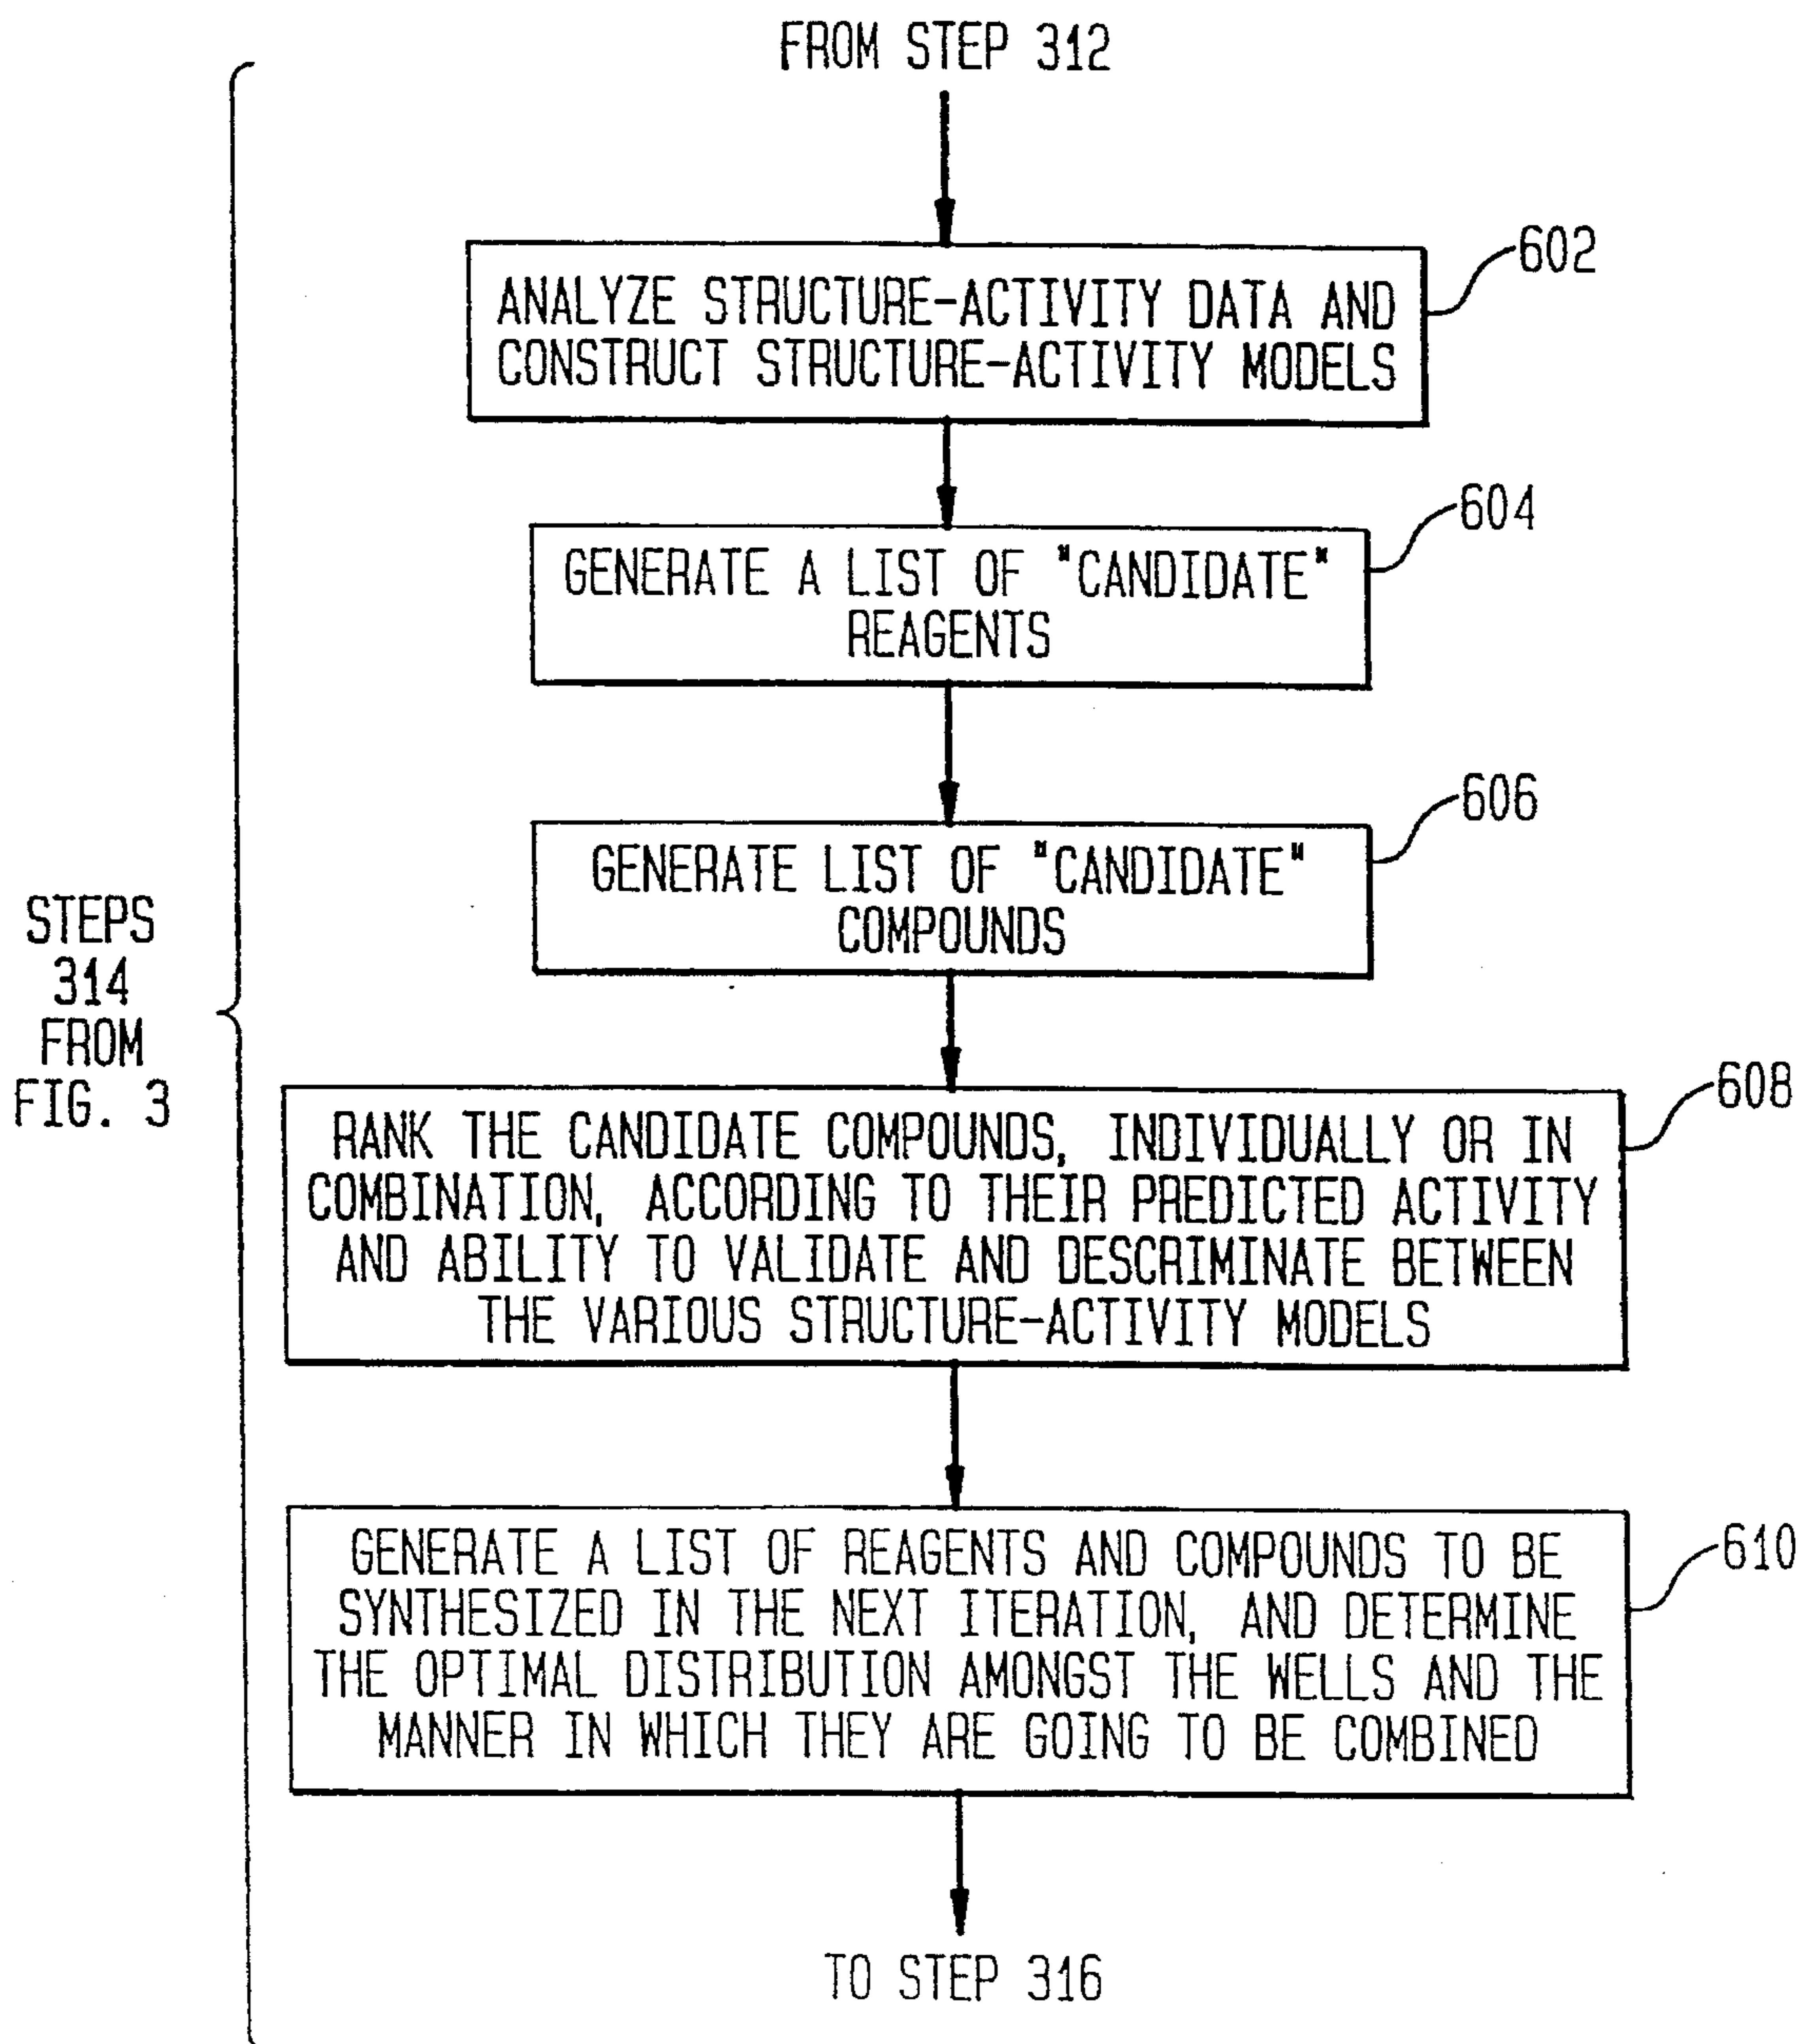 FROM STEP 312
602
ANALYZE STRUCTURE-ACTIVITY DATA AND
CONSTRUCT STRUCTURE-ACTIVITY MODELS
604
GENERATE A LIST OF "CANDIDATE"
REAGENTS
606
GENERATE LIST OF "CANDIDATE"
COMPOUNDS
STEPS
314
FROM
FIG. 3
608
RANK THE CANDIDATE COMPOUNDS, INDIVIDUALLY OR IN
COMBINATION, ACCORDING TO THEIR PREDICTED ACTIVITY
AND ABILITY TO VALIDATE AND DESCRIMINATE BETWEEN
THE VARIOUS STRUCTURE-ACTIVITY MODELS
610
GENERATE A LIST OF REAGENTS AND COMPOUNDS TO BE
SYNTHESIZED IN THE NEXT ITERATION, AND DETERMINE
THE OPTIMAL DISTRIBUTION AMONGST THE WELLS AND THE
MANNER IN WHICH THEY ARE GOING TO BE COMBINED
TO STEP 316